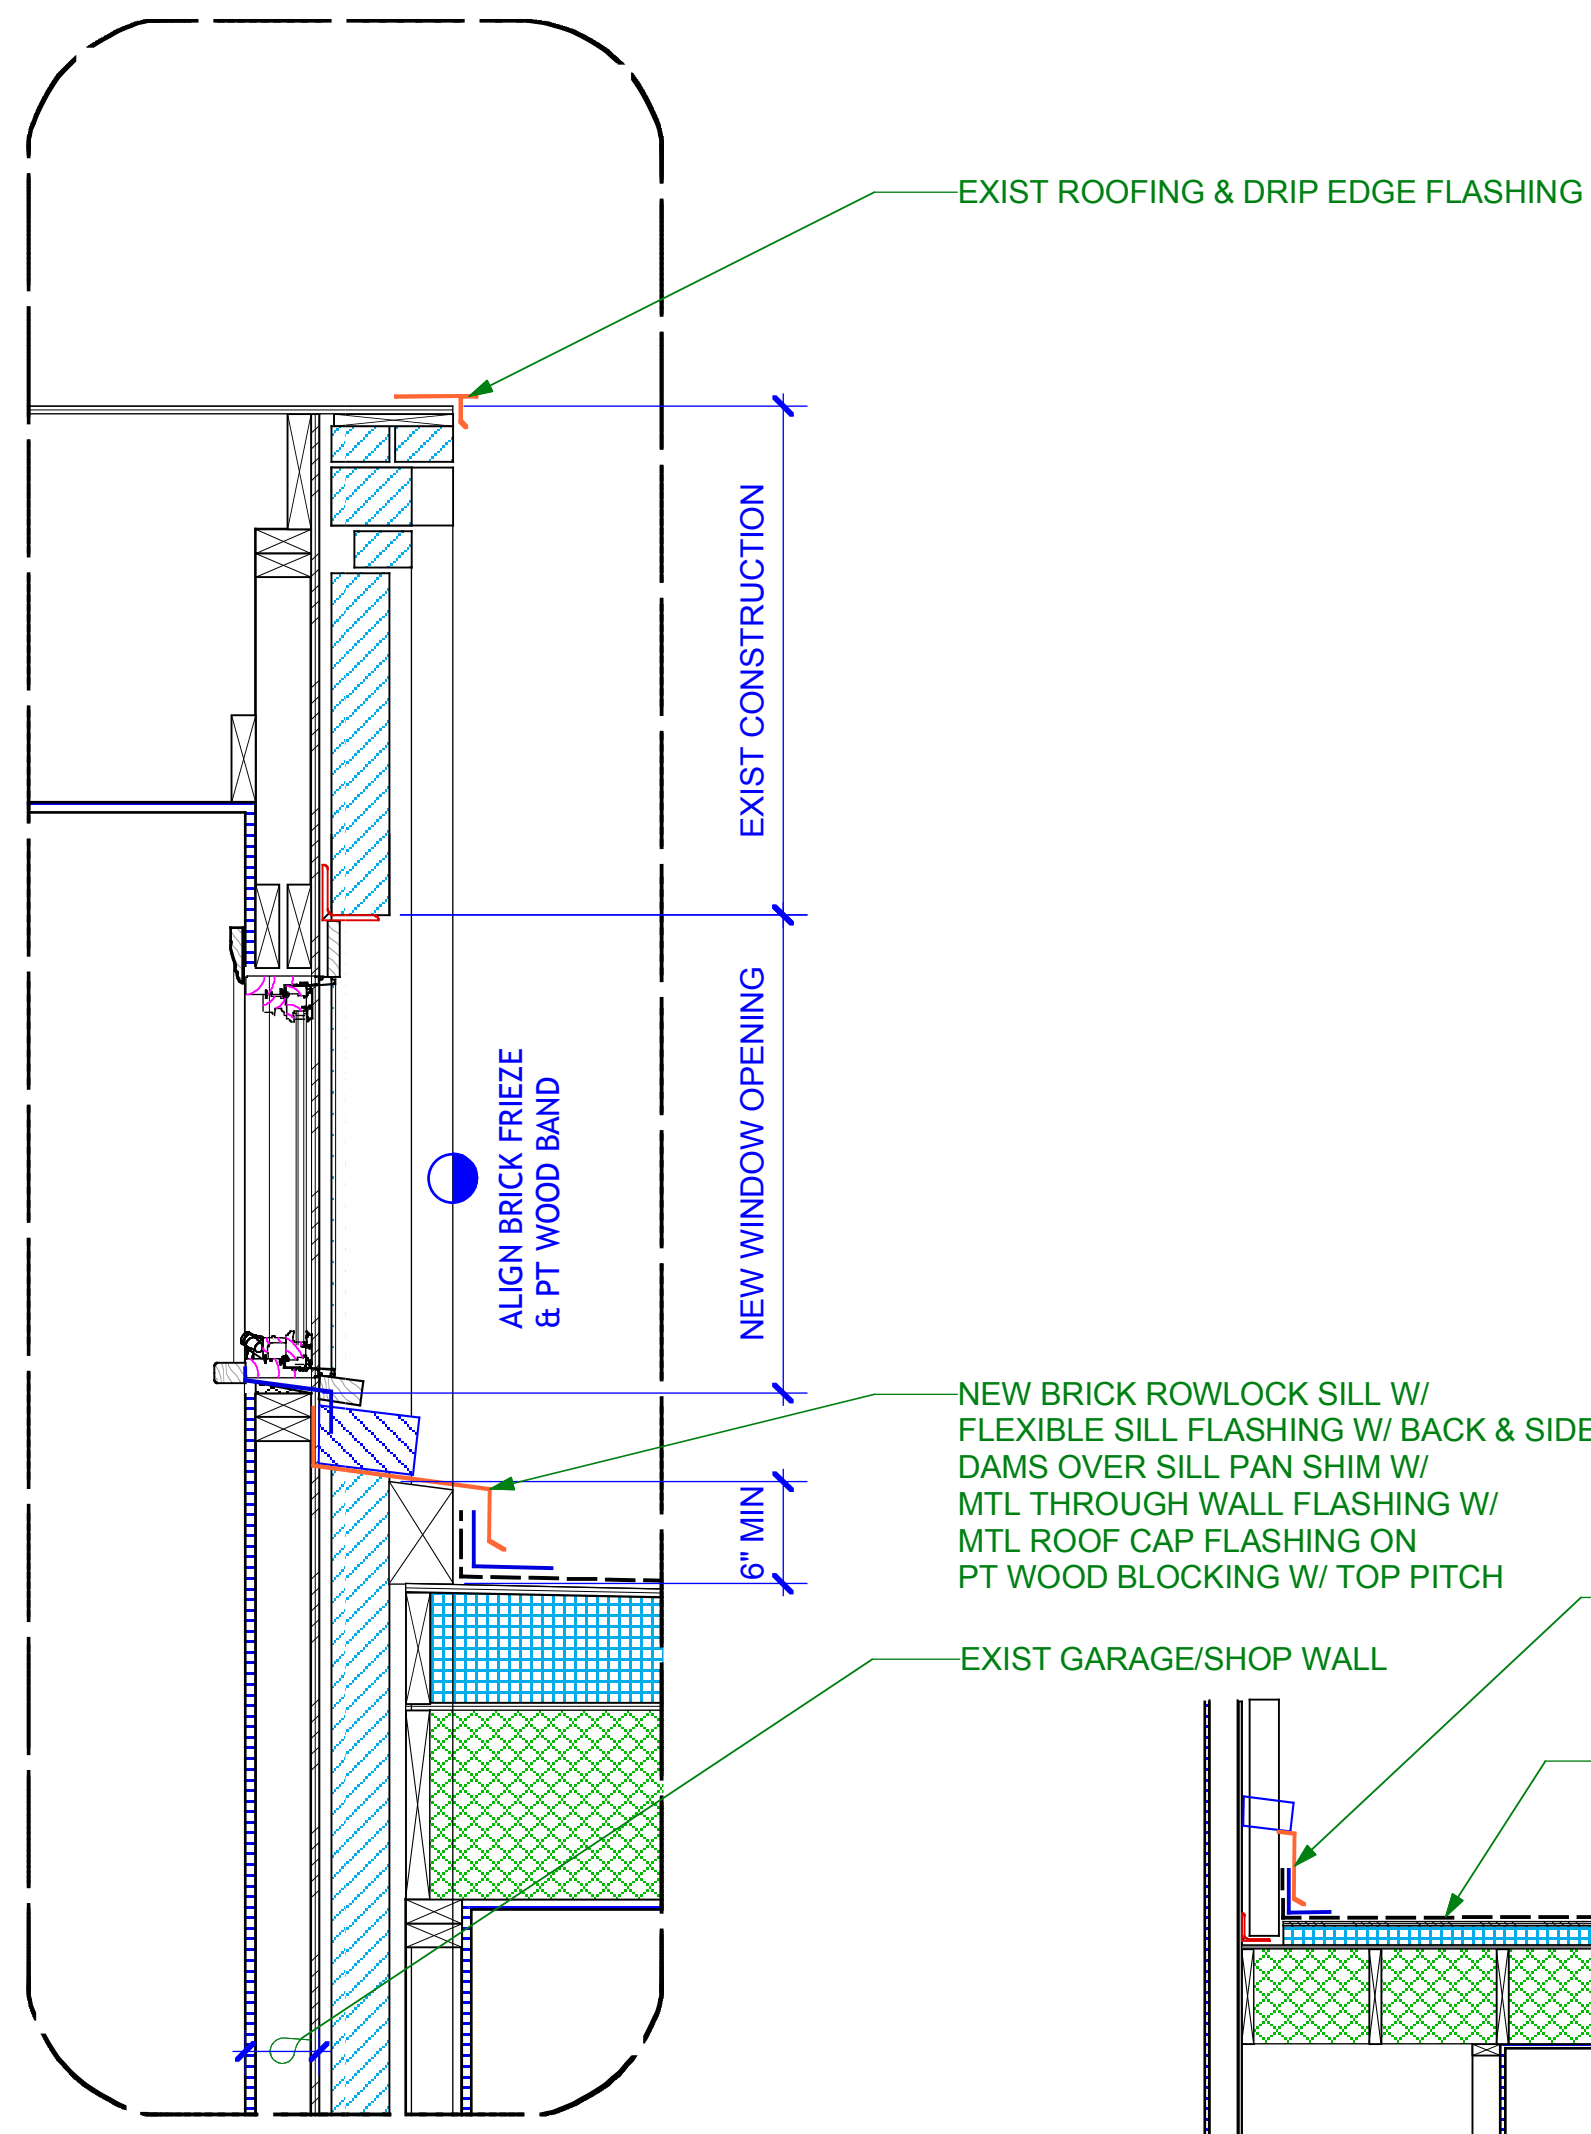 EXIST ROOFING & DRIP EDGE FLASHING
EXIST CONSTRUCTION
NEW WINDOW OPENING
ALIGN BRICK FRIEZE
& PT WOOD BAND
6" MIN
NEW BRICK ROWLOCK SILL W/
FLEXIBLE SILL FLASHING W/ BACK & SIDE
DAMS OVER SILL PAN SHIM W/
MTL THROUGH WALL FLASHING W/
MTL ROOF CAP FLASHING ON
PT WOOD BLOCKING W/ TOP PITCH
EXIST GARAGE/SHOP WALL